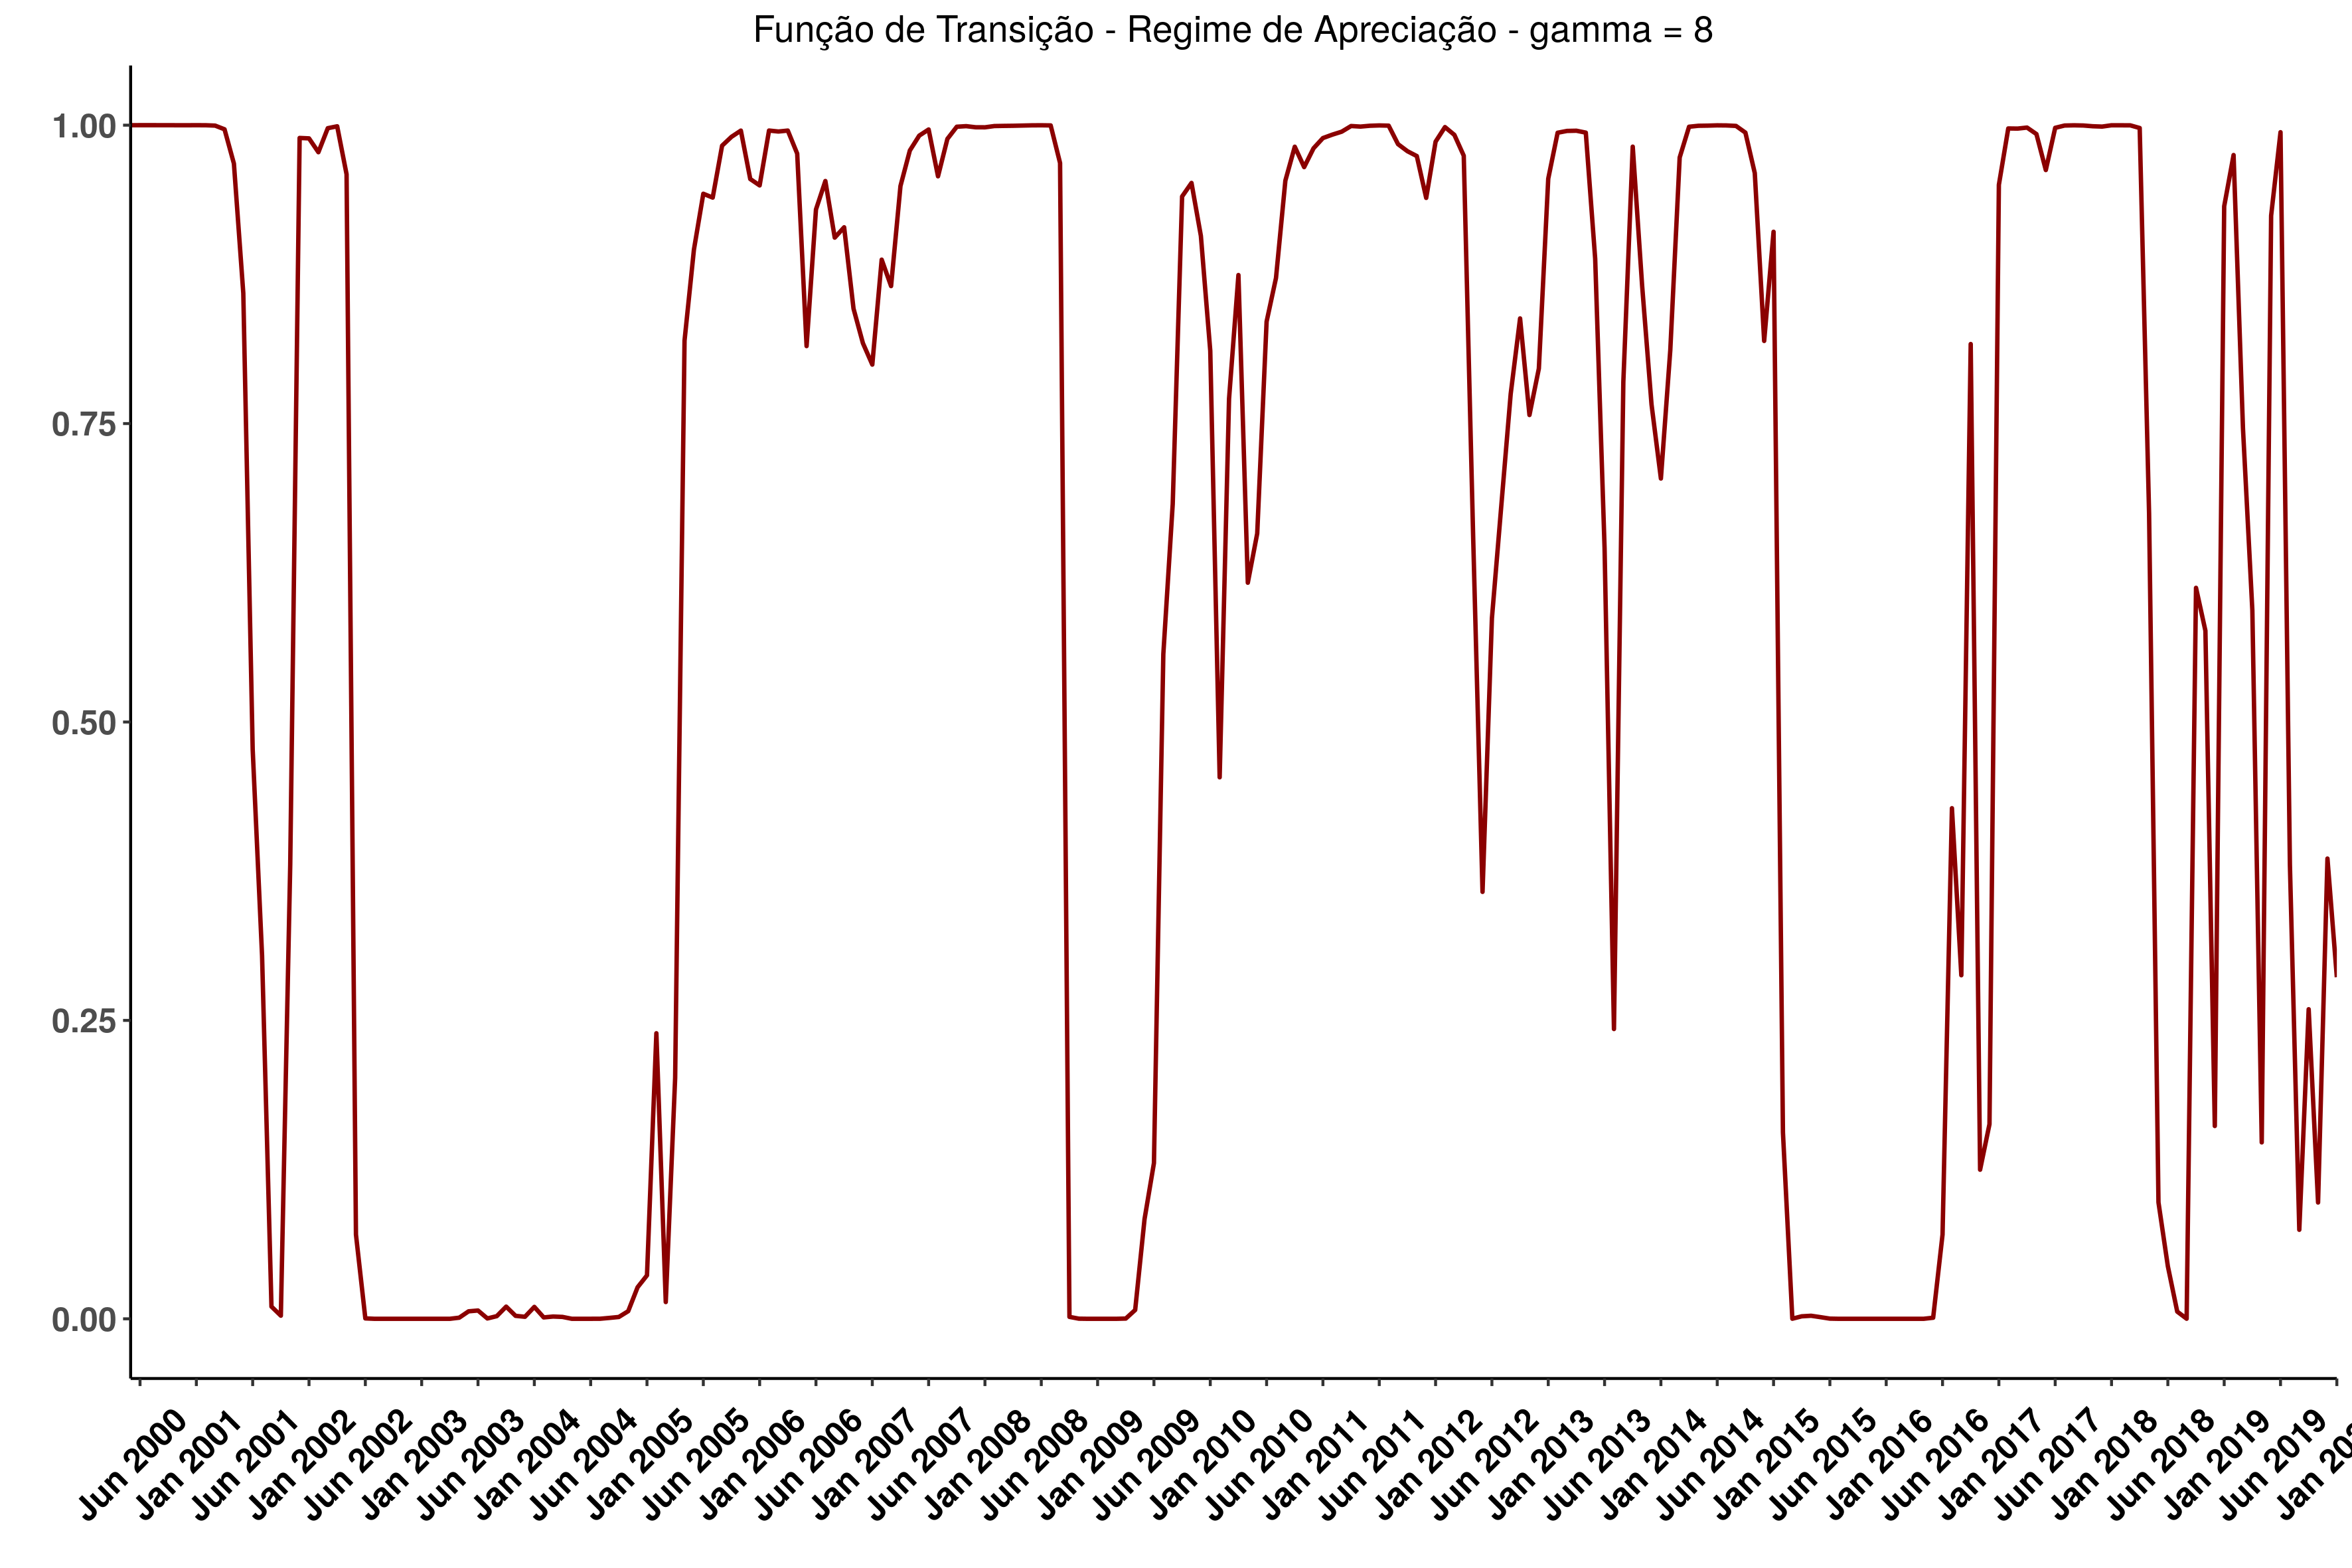 Função de Transição - Regime de Apreciação - gamma = 8
1.00
0.75
0.50
0.25
0.00
Jun 2000
Jan 2001
Jun 2001
Jan 2002
Jun 2002
Jan 2003
Jun 2003
Jan 2004
Jun 2004
Jan 2005
Jun 2005
Jan 2006
Jun 2006
Jan 2007
Jun 2007
Jan 2008
Jun 2008
Jan 2009
Jun 2009
Jan 2010
Jun 2010
Jan 2011
Jun 2011
Jan 2012
Jun 2012
Jan 2013
Jun 2013
Jan 2014
Jun 2014
Jan 2015
Jun 2015
Jan 2016
Jun 2016
Jan 2017
Jun 2017
Jan 2018
Jun 2018
Jan 2019
Jun 2019
Jan